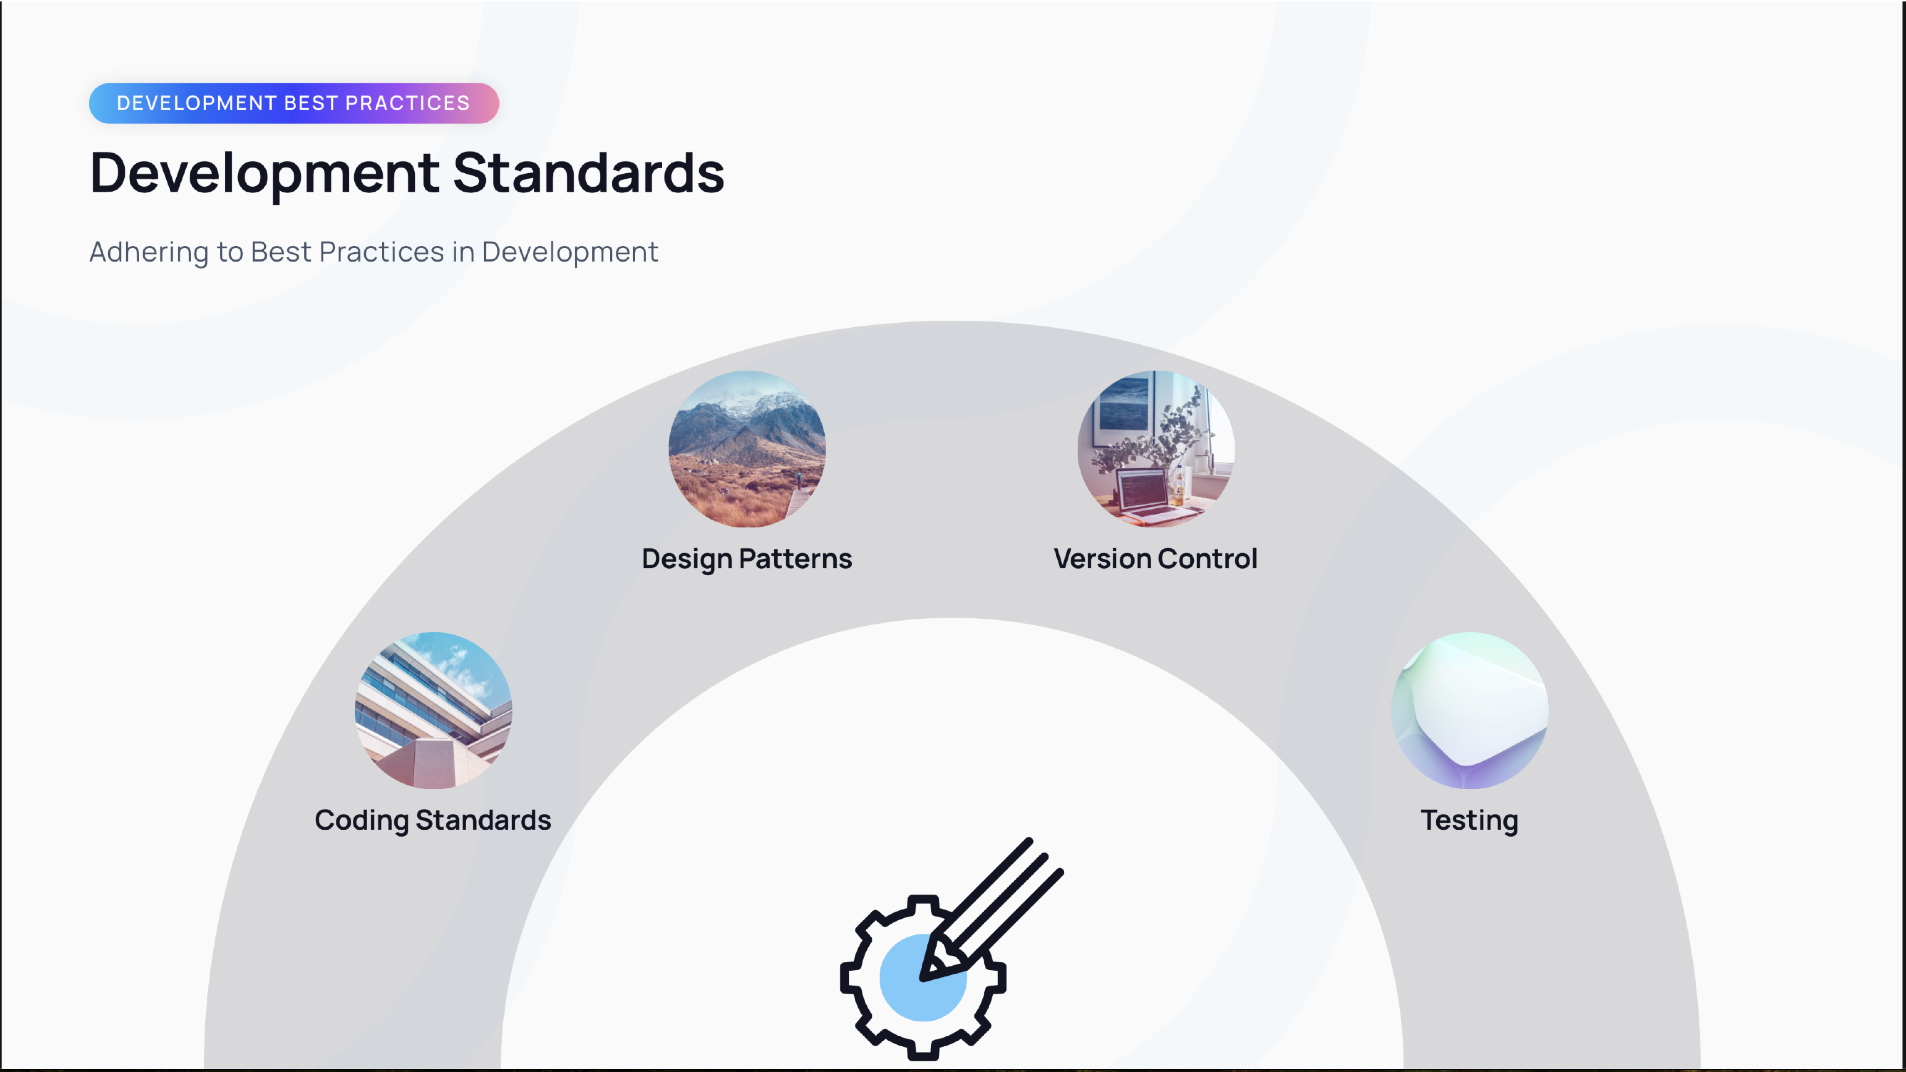 DEVELOPMENT BEST PRACTICES
Development Standards
Adhering to Best Practices in Development
Design Patterns
Version Control
Coding Standards
Testing